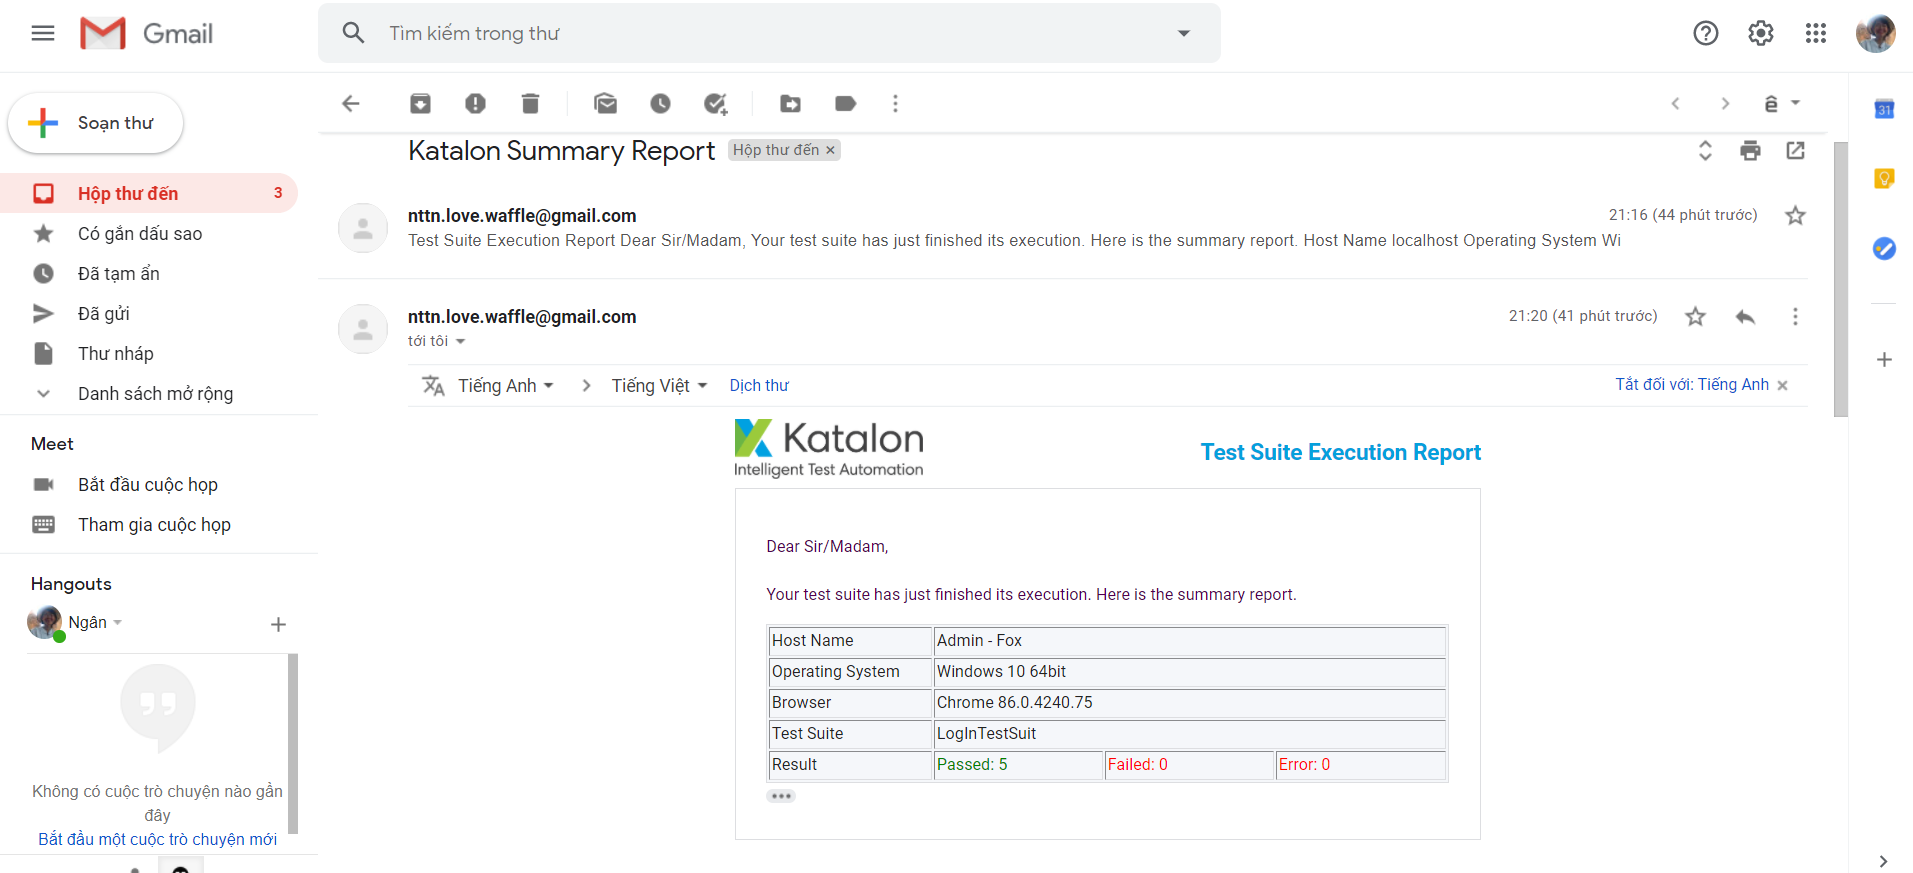 Gmail
Tìm kiếm trong thư
Soạn thư
Hộp thư đến 3
Có gắn dấu sao
Đã tạm ẩn
Đã gửi
Thư nháp
Danh sách mở rộng
Meet
Bắt đầu cuộc họp
Tham gia cuộc họp
Hangouts
Ngân
Không có cuộc trò chuyện nào gần
đây
Bắt đầu một cuộc trò chuyện mới
ê
Katalon Summary Report Hộp thư đến ×
nttn.love.waffle@gmail.com 21:16 (44 phút trước)
Test Suite Execution Report Dear Sir/Madam, Your test suite has just finished its execution. Here is the summary report. Host Name localhost Operating System Wi
nttn.love.waffle@gmail.com 21:20 (41 phút trước)
tới tôi
Tiếng Anh Tiếng Việt Dịch thư Tắt đối với: Tiếng Anh ×
Katalon
Intelligent Test Automation
Test Suite Execution Report
Dear Sir/Madam,
Your test suite has just finished its execution. Here is the summary report.
Host Name Admin - Fox
Operating System Windows 10 64bit
Browser Chrome 86.0.4240.75
Test Suite LogInTestSuit
Result Passed: 5 Failed: 0 Error: 0
31